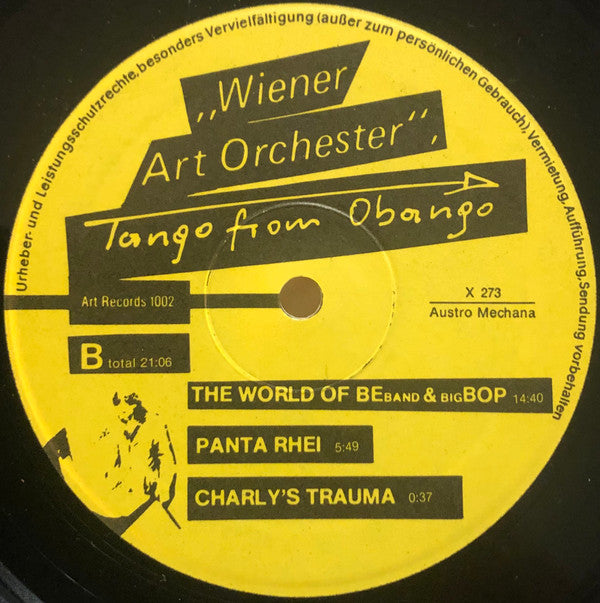 Urheber- und Leistungsschutzrechte, besonders Vervielfältigung (außer zum persönlichen Gebrauch), Vermietung, Aufführung, Sendung vorbehalten
„Wiener
Art Orchester“,
Tango from Obango
Art Records 1002
X 273
Austro Mechana
B total 21:06
THE WORLD OF BEBAND & BIGBOP 14:40
PANTA RHEI 5:49
CHARLY'S TRAUMA 0:37